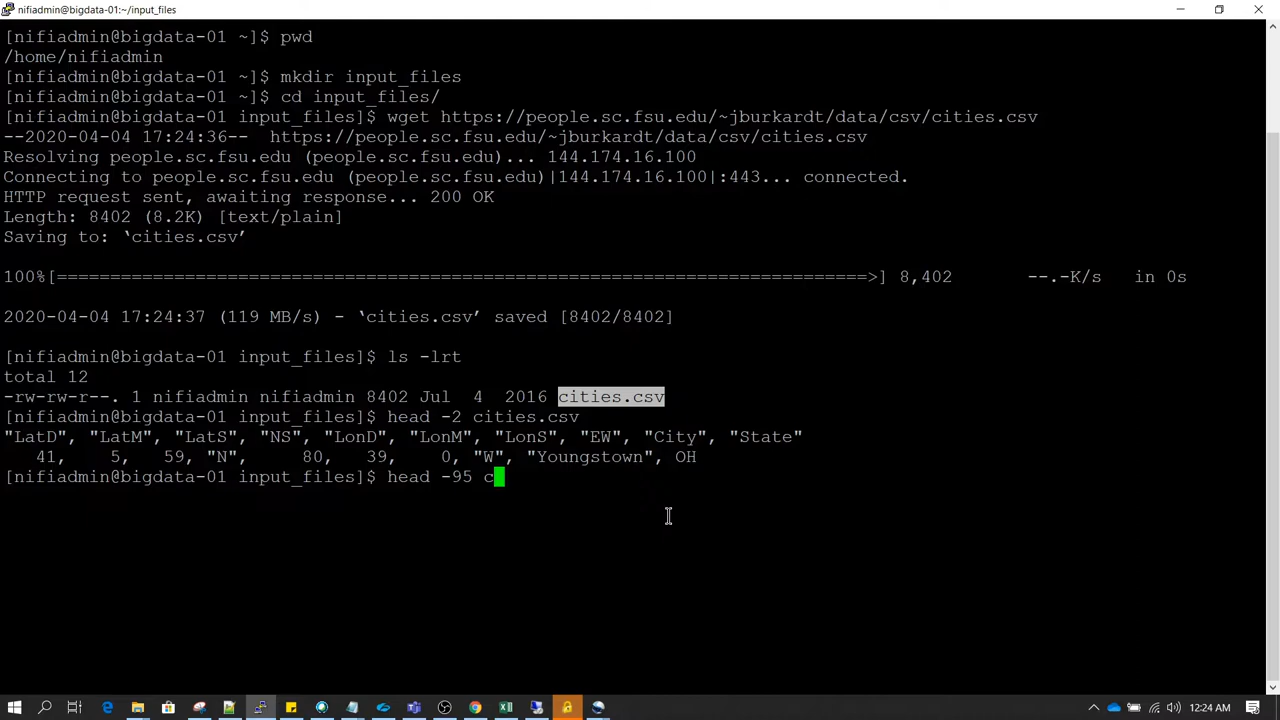 nifiadmin@bigdata-01:~/input_files
[nifiadmin@bigdata-01 ~]$ pwd
/home/nifiadmin
[nifiadmin@bigdata-01 ~]$ mkdir input_files
[nifiadmin@bigdata-01 ~]$ cd input_files/
[nifiadmin@bigdata-01 input_files]$ wget https://people.sc.fsu.edu/~jburkardt/data/csv/cities.csv
--2020-04-04 17:24:36--  https://people.sc.fsu.edu/~jburkardt/data/csv/cities.csv
Resolving people.sc.fsu.edu (people.sc.fsu.edu)... 144.174.16.100
Connecting to people.sc.fsu.edu (people.sc.fsu.edu)|144.174.16.100|:443... connected.
HTTP request sent, awaiting response... 200 OK
Length: 8402 (8.2K) [text/plain]
Saving to: ‘cities.csv’
100%[============================================================================>] 8,402       --.-K/s   in 0s
2020-04-04 17:24:37 (119 MB/s) - ‘cities.csv’ saved [8402/8402]
[nifiadmin@bigdata-01 input_files]$ ls -lrt
total 12
-rw-rw-r--. 1 nifiadmin nifiadmin 8402 Jul  4  2016 cities.csv
[nifiadmin@bigdata-01 input_files]$ head -2 cities.csv
"LatD", "LatM", "LatS", "NS", "LonD", "LonM", "LonS", "EW", "City", "State"
   41,    5,   59, "N",     80,   39,    0, "W", "Youngstown", OH
[nifiadmin@bigdata-01 input_files]$ head -95 c
12:24 AM